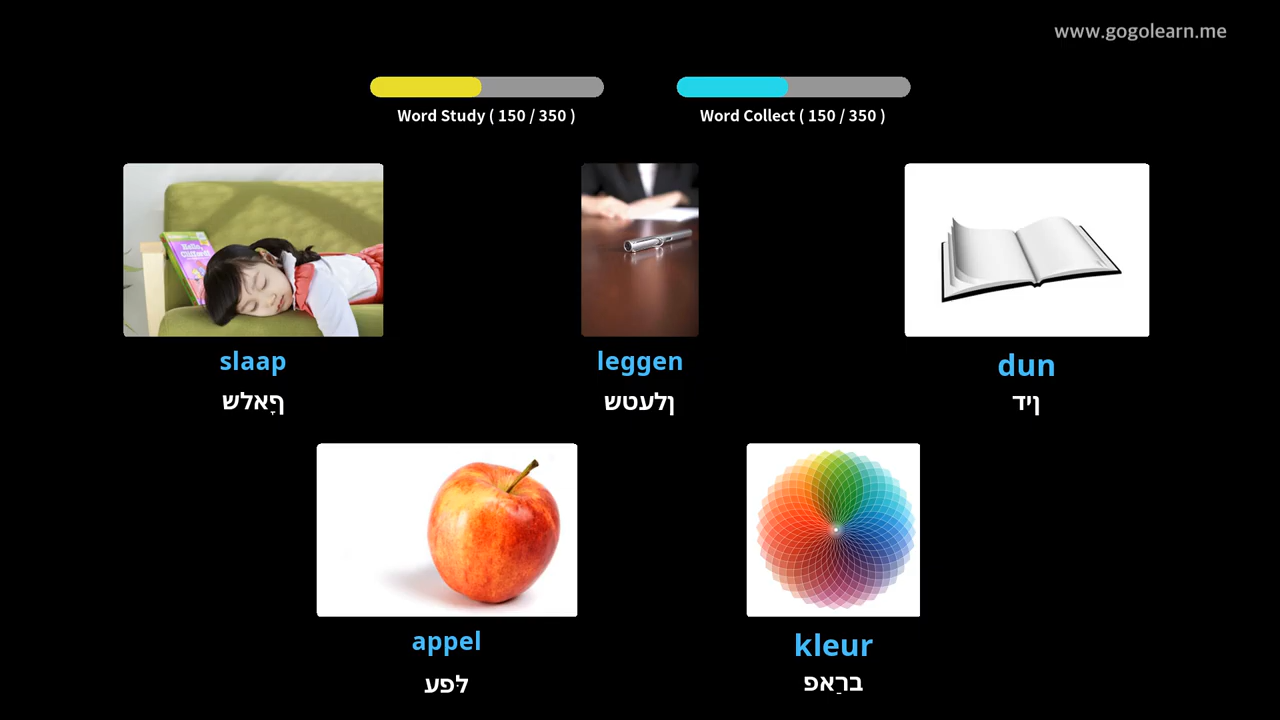 www.gogolearn.me
Word Study ( 150 / 350 )
Word Collect ( 150 / 350 )
slaap
שלאָף
leggen
שטעלן
dun
דין
appel
עפּל
kleur
פאַרב